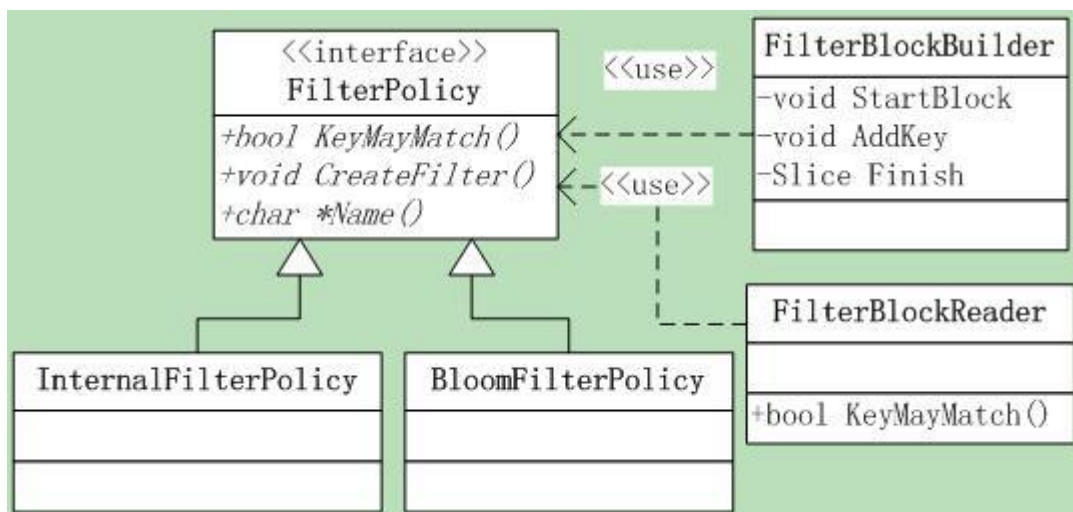 <<interface>>
FilterPolicy
+bool KeyMayMatch()
+void CreateFilter()
+char *Name()
<<use>>
<<use>>
FilterBlockBuilder
-void StartBlock
-void AddKey
-Slice Finish
FilterBlockReader
+bool KeyMayMatch()
InternalFilterPolicy
BloomFilterPolicy